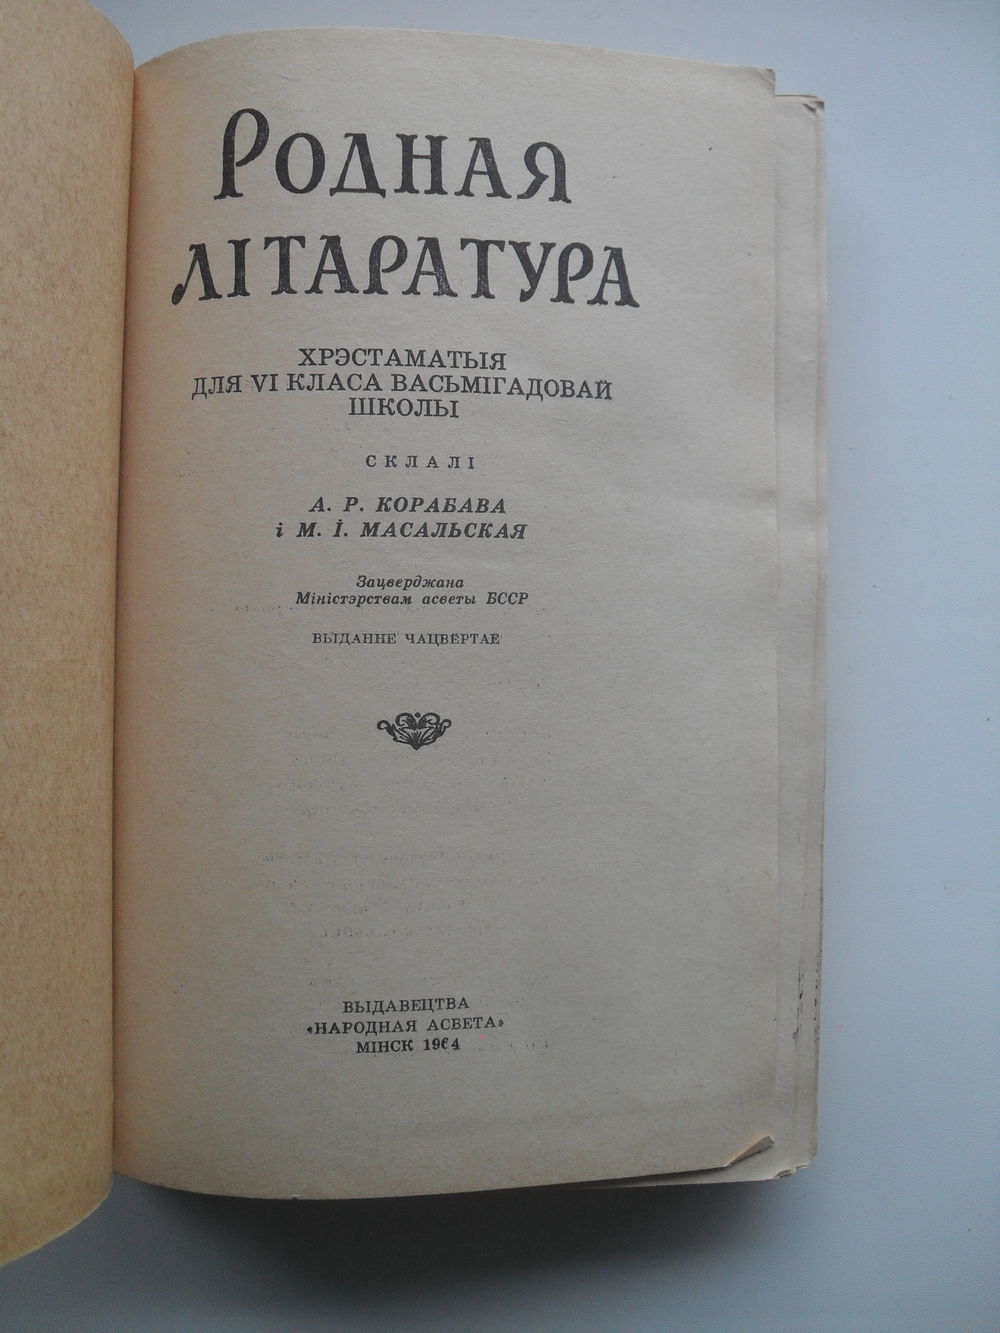 РОДНАЯ
ЛІТАРАТУРА
ХРЭСТАМАТЫЯ
ДЛЯ VI КЛАСА ВАСЬМІГАДОВАЙ
ШКОЛЫ
СКЛАЛІ
А. Р. КОРАБАВА
і М. І. МАСАЛЬСКАЯ
Зацверджана
Міністэрствам асветы БССР
ВЫДАННЕ ЧАЦВЁРТАЕ
ВЫДАВЕЦТВА
«НАРОДНАЯ АСВЕТА»
МІНСК 1964